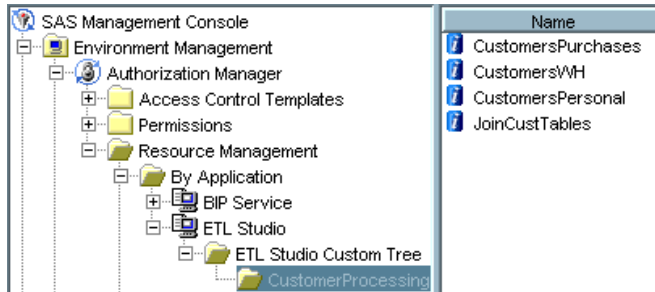 SAS Management Console
Environment Management
Authorization Manager
Access Control Templates
Permissions
Resource Management
By Application
BIP Service
ETL Studio
ETL Studio Custom Tree
CustomerProcessing
Name
CustomersPurchases
CustomersWH
CustomersPersonal
JoinCustTables